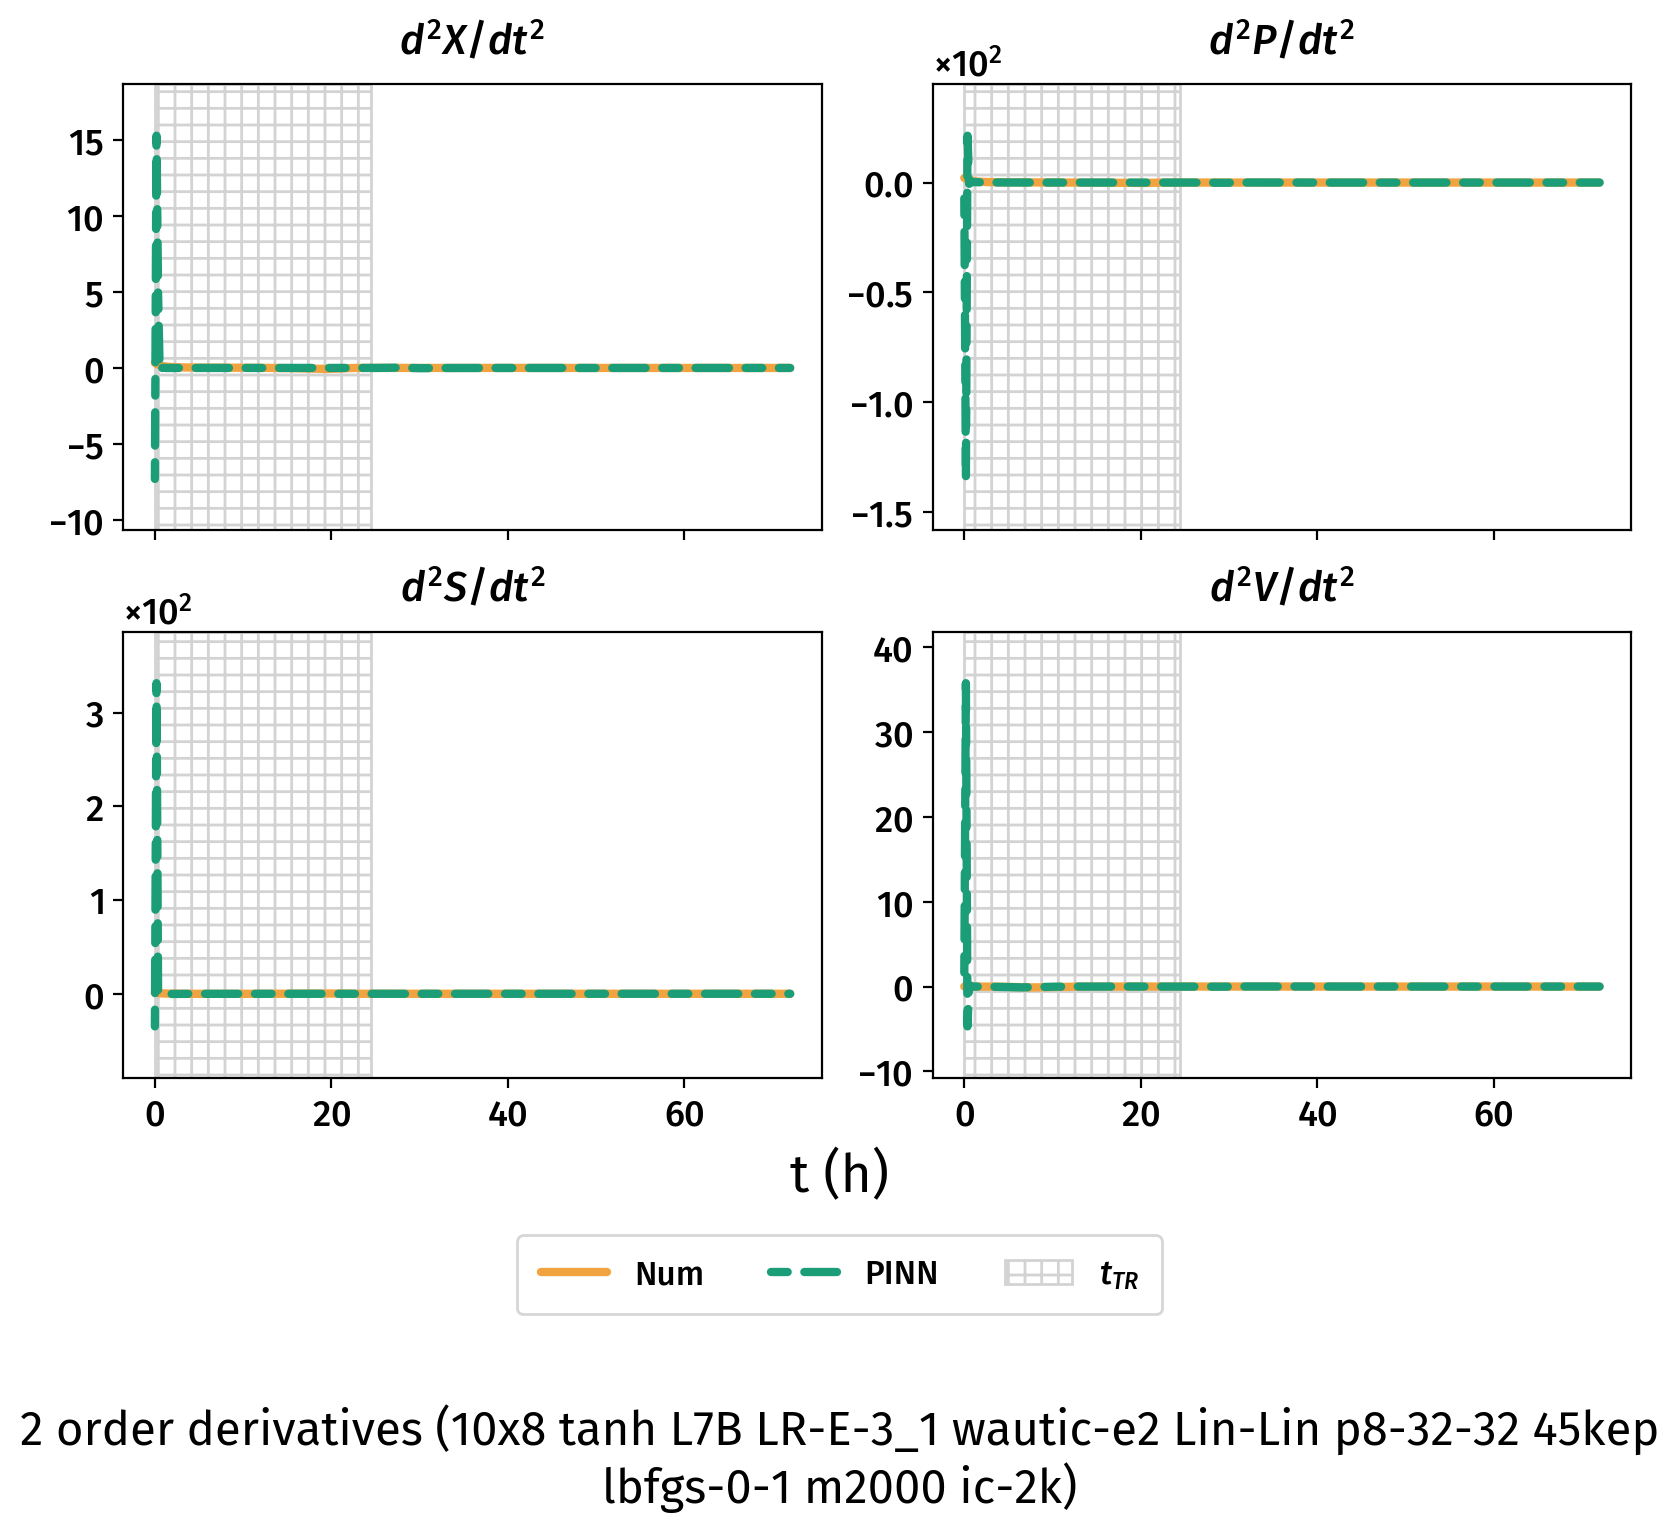 d²X/dt²
15
10
5
0
−5
−10
d²P/dt²
×10²
0.0
−0.5
−1.0
−1.5
d²S/dt²
×10²
3
2
1
0
0 20 40 60
d²V/dt²
40
30
20
10
0
−10
0 20 40 60
t (h)
Num PINN t_TR
2 order derivatives (10x8 tanh L7B LR-E-3_1 wautic-e2 Lin-Lin p8-32-32 45kep
lbfgs-0-1 m2000 ic-2k)